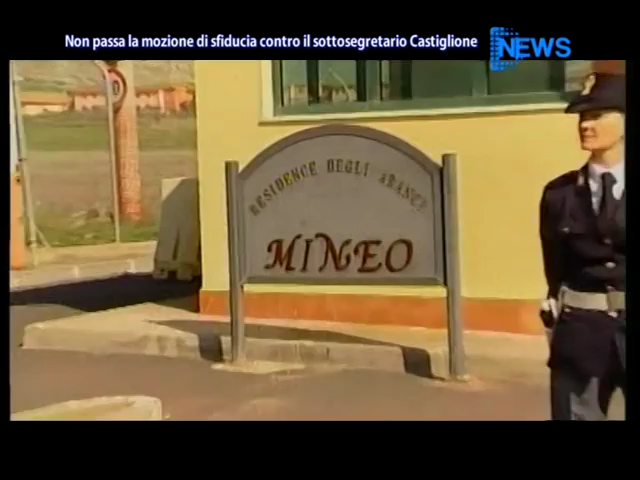 Non passa la mozione di sfiducia contro il sottosegretario Castiglione
NEWS
RESIDENCE DEGLI ARANCI
MINEO